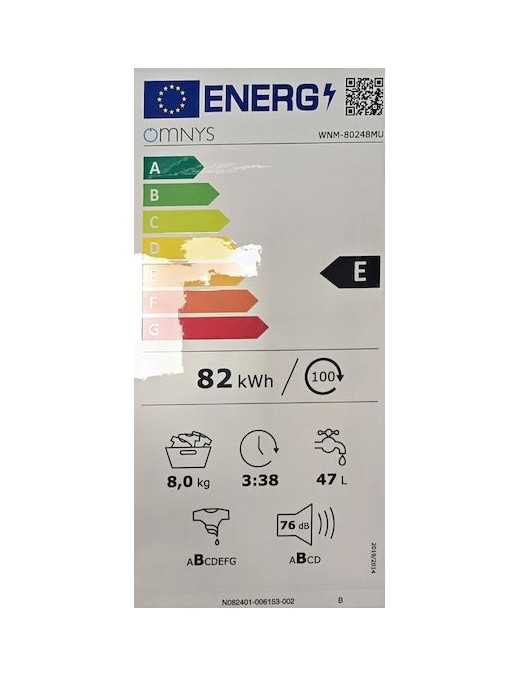 ENERG
OMNYS
WNM-80248MU
A
B
C
D
E
E
F
G
82 kWh / 100
8,0 kg
3:38
47 L
76 dB
ABCDEFG
ABCD
2019/2014
N082401-006153-002
B